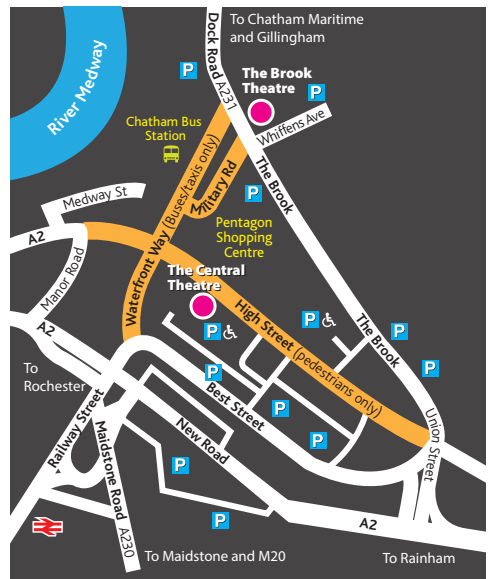 To Chatham Maritime
and Gillingham
Dock Road A231
River Medway
P
The Brook
Theatre
P
Chatham Bus
Station
Whiffens Ave
Waterfront Way (Buses/taxis only)
Military Rd
The Brook
P
Medway St
Pentagon
Shopping
Centre
A2
Manor Road
The Central
Theatre
High Street (pedestrians only)
P
P
The Brook
P
A2
To
Rochester
P
P
Best Street
P
P
Railway Street
Maidstone Road A230
New Road
Union
Street
P
P
A2
To Maidstone and M20
To Rainham